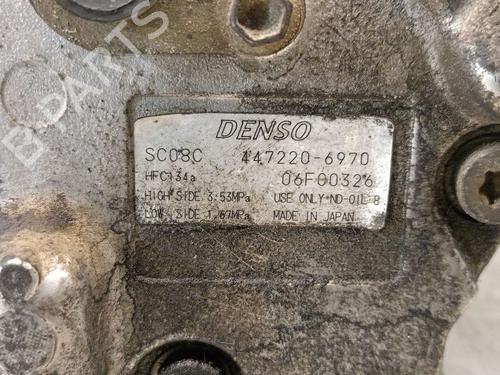 B-PARTS
DENSO
SC08C 447220-6970
HFC134a 06F00326
HIGH SIDE 3.53MPa USE ONLY ND-OIL 8
LOW SIDE 1.67MPa MADE IN JAPAN